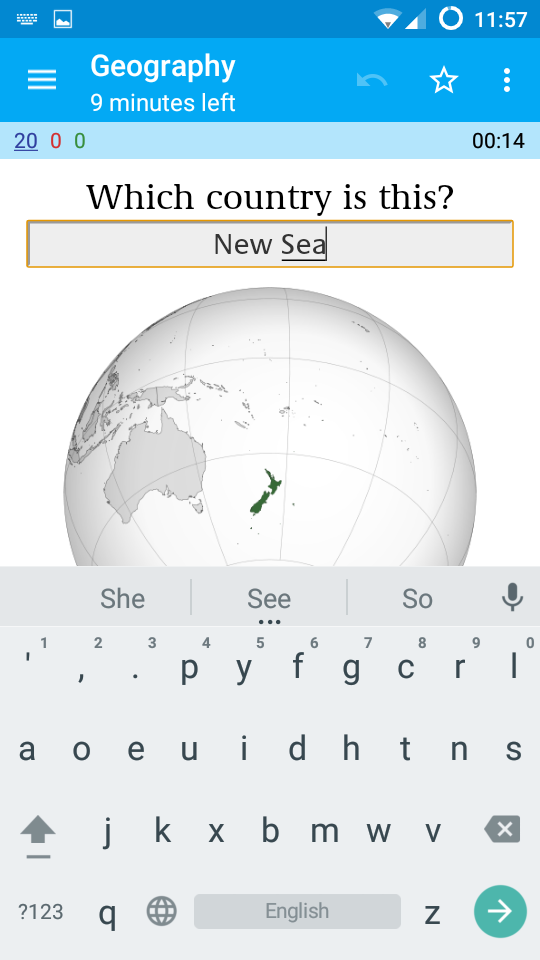 11:57
Geography
9 minutes left
20 0 0 00:14
Which country is this?
New Sea
She See So
1 2 3 4 5 6 7 8 9 0
' , . p y f g c r l
a o e u i d h t n s
j k x b m w v
?123 q English z